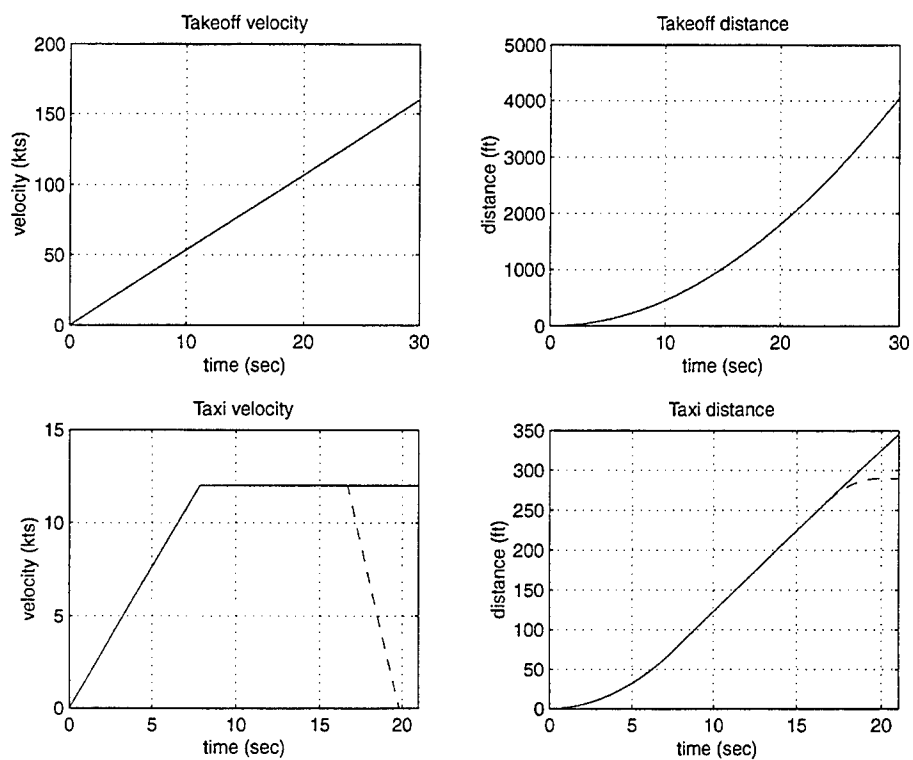 Takeoff velocity
200
150
100
50
0
velocity (kts)
0 10 20 30
time (sec)
Takeoff distance
5000
4000
3000
2000
1000
0
distance (ft)
0 10 20 30
time (sec)
Taxi velocity
15
10
5
0
velocity (kts)
0 5 10 15 20
time (sec)
Taxi distance
350
300
250
200
150
100
50
0
distance (ft)
0 5 10 15 20
time (sec)